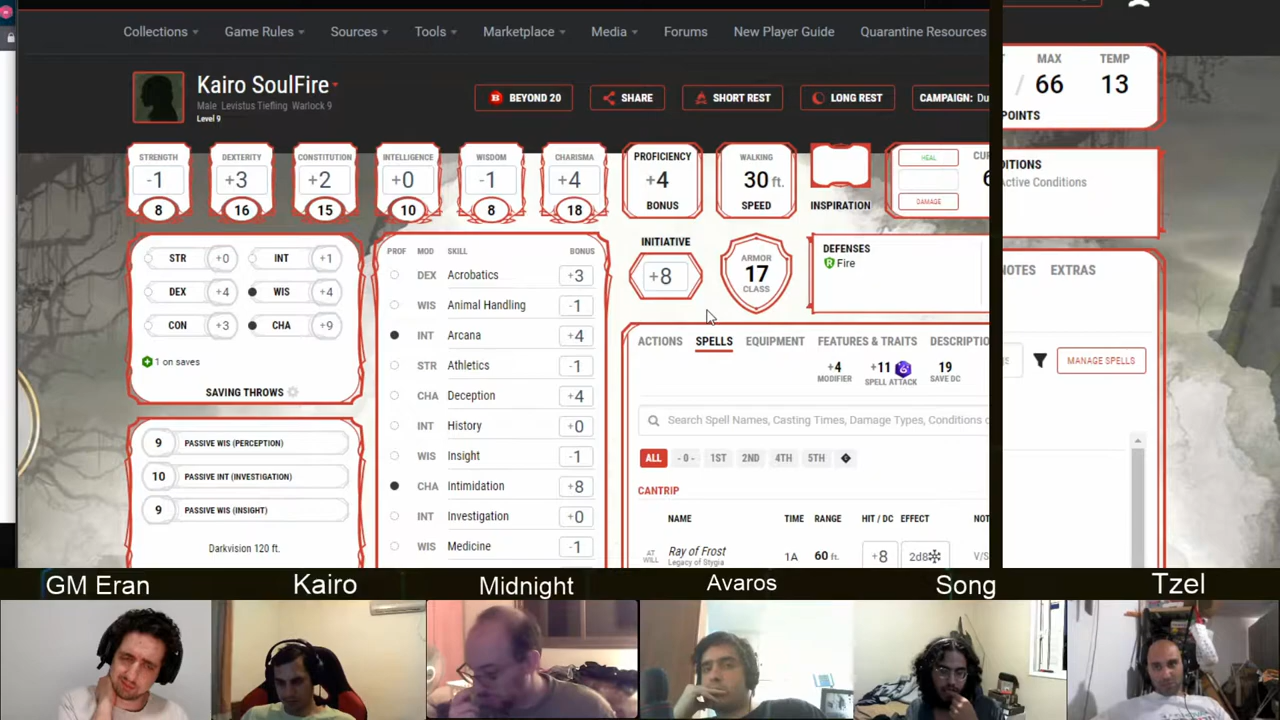 Collections Game Rules Sources Tools Marketplace Media Forums New Player Guide Quarantine Resources
Kairo SoulFire
Male Levistus Tiefling Warlock 9
Level 9
BEYOND 20 SHARE SHORT REST LONG REST CAMPAIGN: Du
MAX TEMP
/ 66 13
POINTS
STRENGTH DEXTERITY CONSTITUTION INTELLIGENCE WISDOM CHARISMA
-1 +3 +2 +0 -1 +4
8 16 15 10 8 18
PROFICIENCY
+4
BONUS
WALKING
30 ft.
SPEED
INSPIRATION
HEAL
DAMAGE
DITIONS
Active Conditions
STR +0 INT +1
DEX +4 WIS +4
CON +3 CHA +9
1 on saves
SAVING THROWS
9 PASSIVE WIS (PERCEPTION)
10 PASSIVE INT (INVESTIGATION)
9 PASSIVE WIS (INSIGHT)
Darkvision 120 ft.
PROF MOD SKILL BONUS
DEX Acrobatics +3
WIS Animal Handling -1
INT Arcana +4
STR Athletics -1
CHA Deception +4
INT History +0
WIS Insight -1
CHA Intimidation +8
INT Investigation +0
WIS Medicine -1
INITIATIVE
+8
ARMOR
17
CLASS
DEFENSES
Fire
ACTIONS SPELLS EQUIPMENT FEATURES & TRAITS DESCRIPTIO
NOTES EXTRAS
+4 +11 19
MODIFIER SPELL ATTACK SAVE DC
MANAGE SPELLS
Search Spell Names, Casting Times, Damage Types, Conditions o
ALL - 0 - 1ST 2ND 4TH 5TH
CANTRIP
NAME TIME RANGE HIT / DC EFFECT NOT
AT WILL Ray of Frost 1A 60 ft. +8 2d8 V/S
Legacy of Stygia
GM Eran Kairo Midnight Avaros Song Tzel